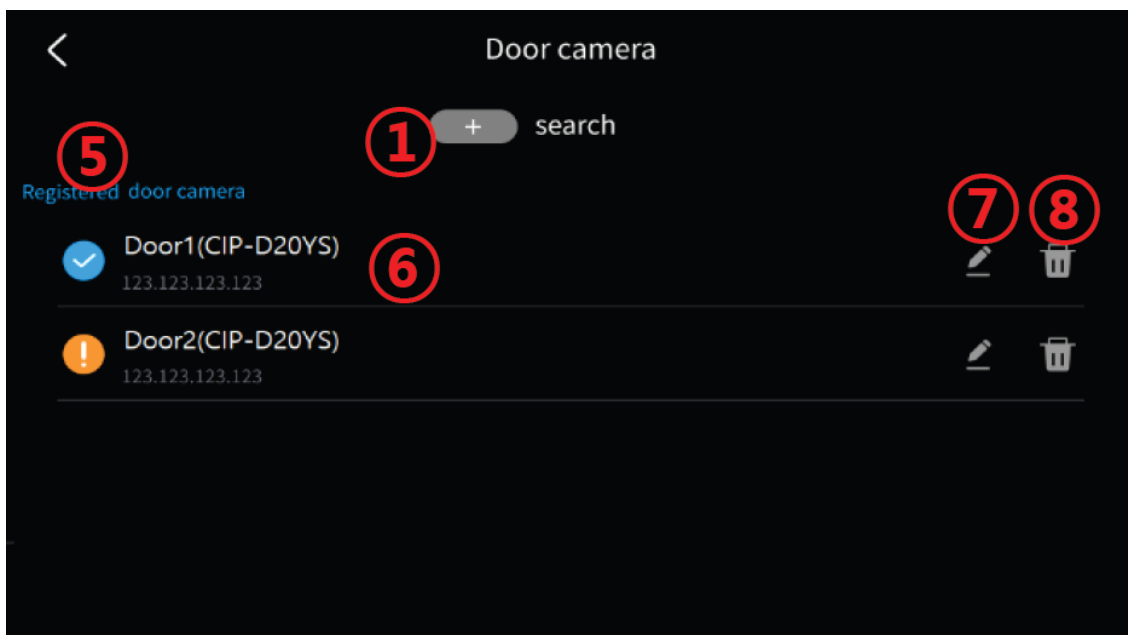 Door camera
① + search
⑤
Registered door camera
⑦ ⑧
Door1(CIP-D20YS)
⑥
123.123.123.123
Door2(CIP-D20YS)
123.123.123.123